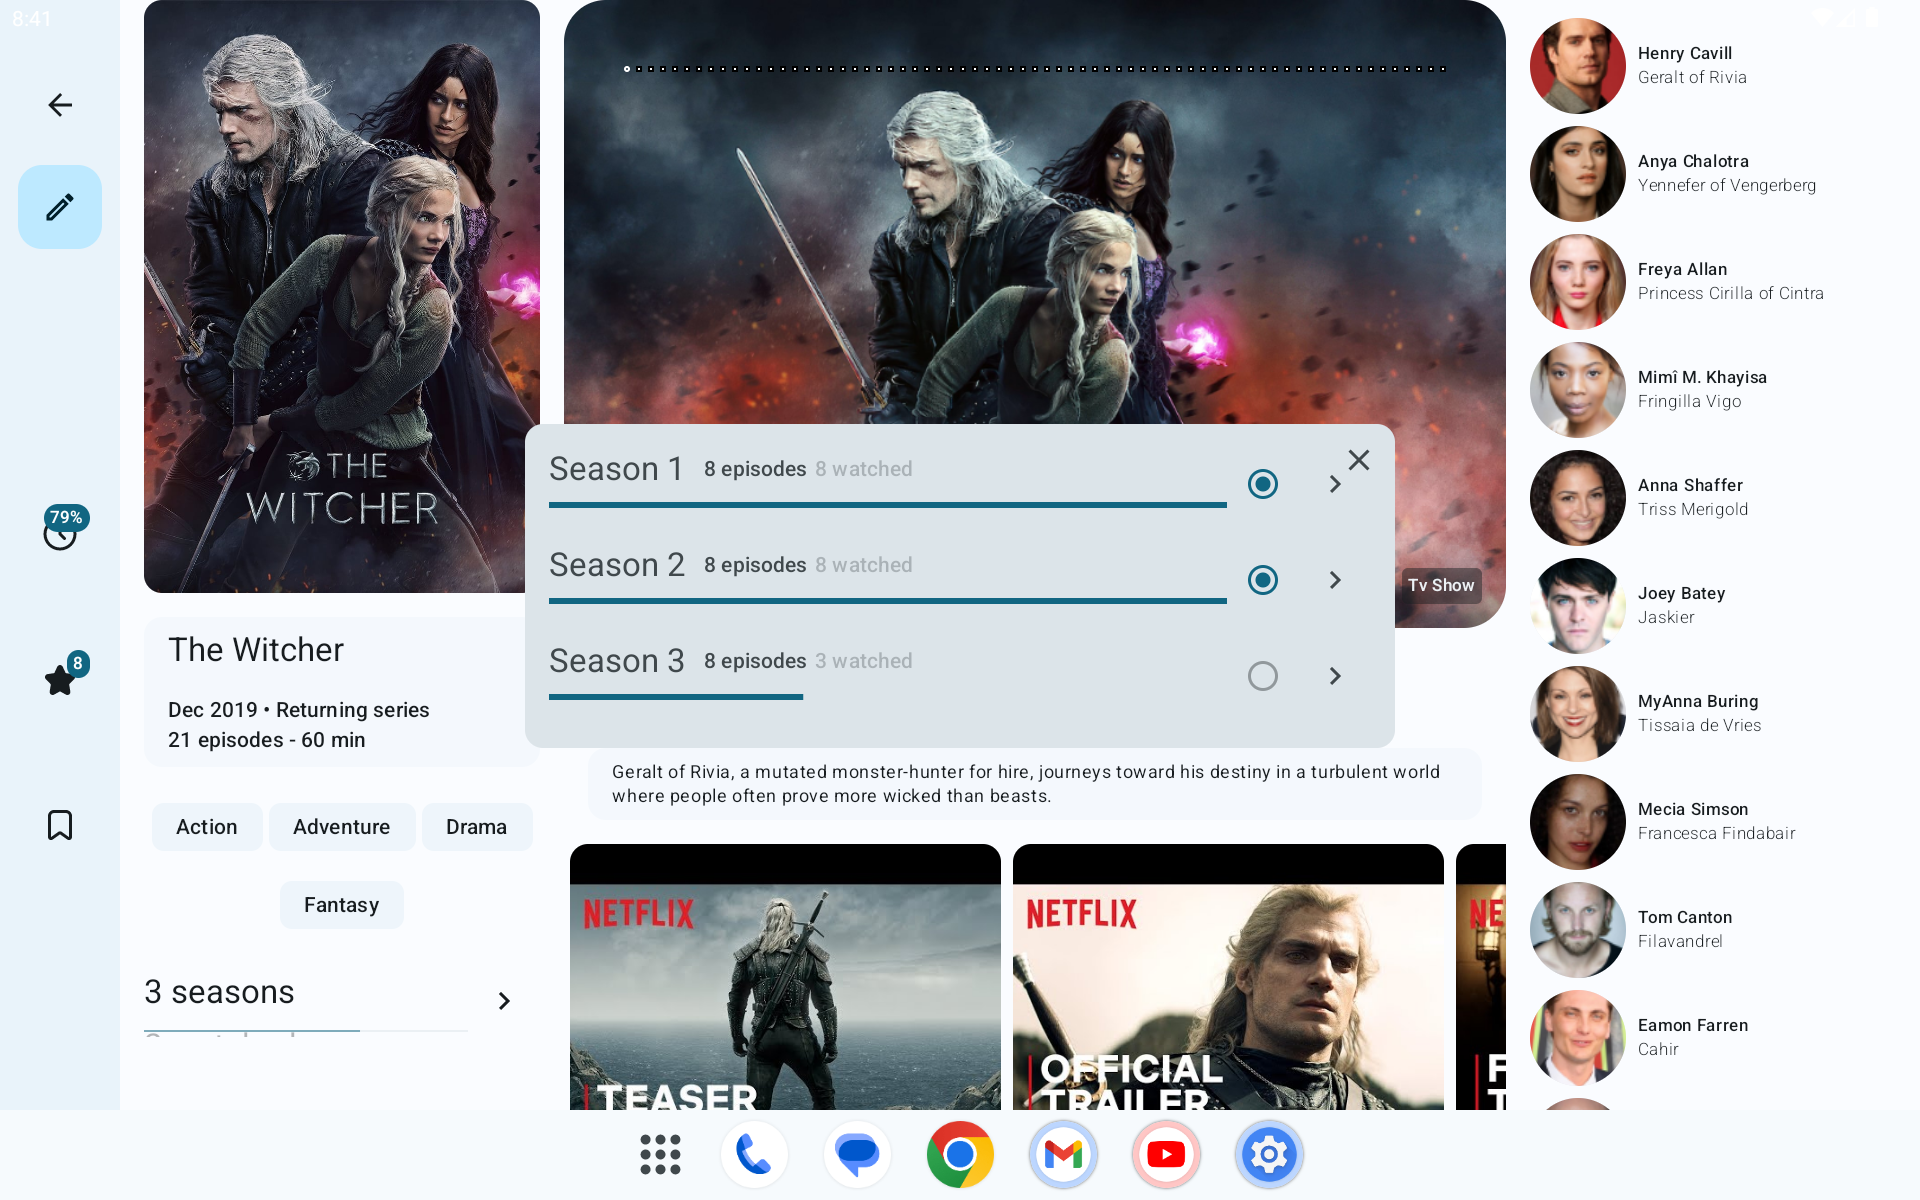 8:41
THE
WITCHER
79%
8
The Witcher
Dec 2019 • Returning series
21 episodes - 60 min
Action
Adventure
Drama
Fantasy
3 seasons
Season 1 8 episodes 8 watched
Season 2 8 episodes 8 watched
Season 3 8 episodes 3 watched
Tv Show
Geralt of Rivia, a mutated monster-hunter for hire, journeys toward his destiny in a turbulent world
where people often prove more wicked than beasts.
NETFLIX
TEASER
NETFLIX
OFFICIAL
TRAILER
NE
F
T
Henry Cavill
Geralt of Rivia
Anya Chalotra
Yennefer of Vengerberg
Freya Allan
Princess Cirilla of Cintra
Mimî M. Khayisa
Fringilla Vigo
Anna Shaffer
Triss Merigold
Joey Batey
Jaskier
MyAnna Buring
Tissaia de Vries
Mecia Simson
Francesca Findabair
Tom Canton
Filavandrel
Eamon Farren
Cahir